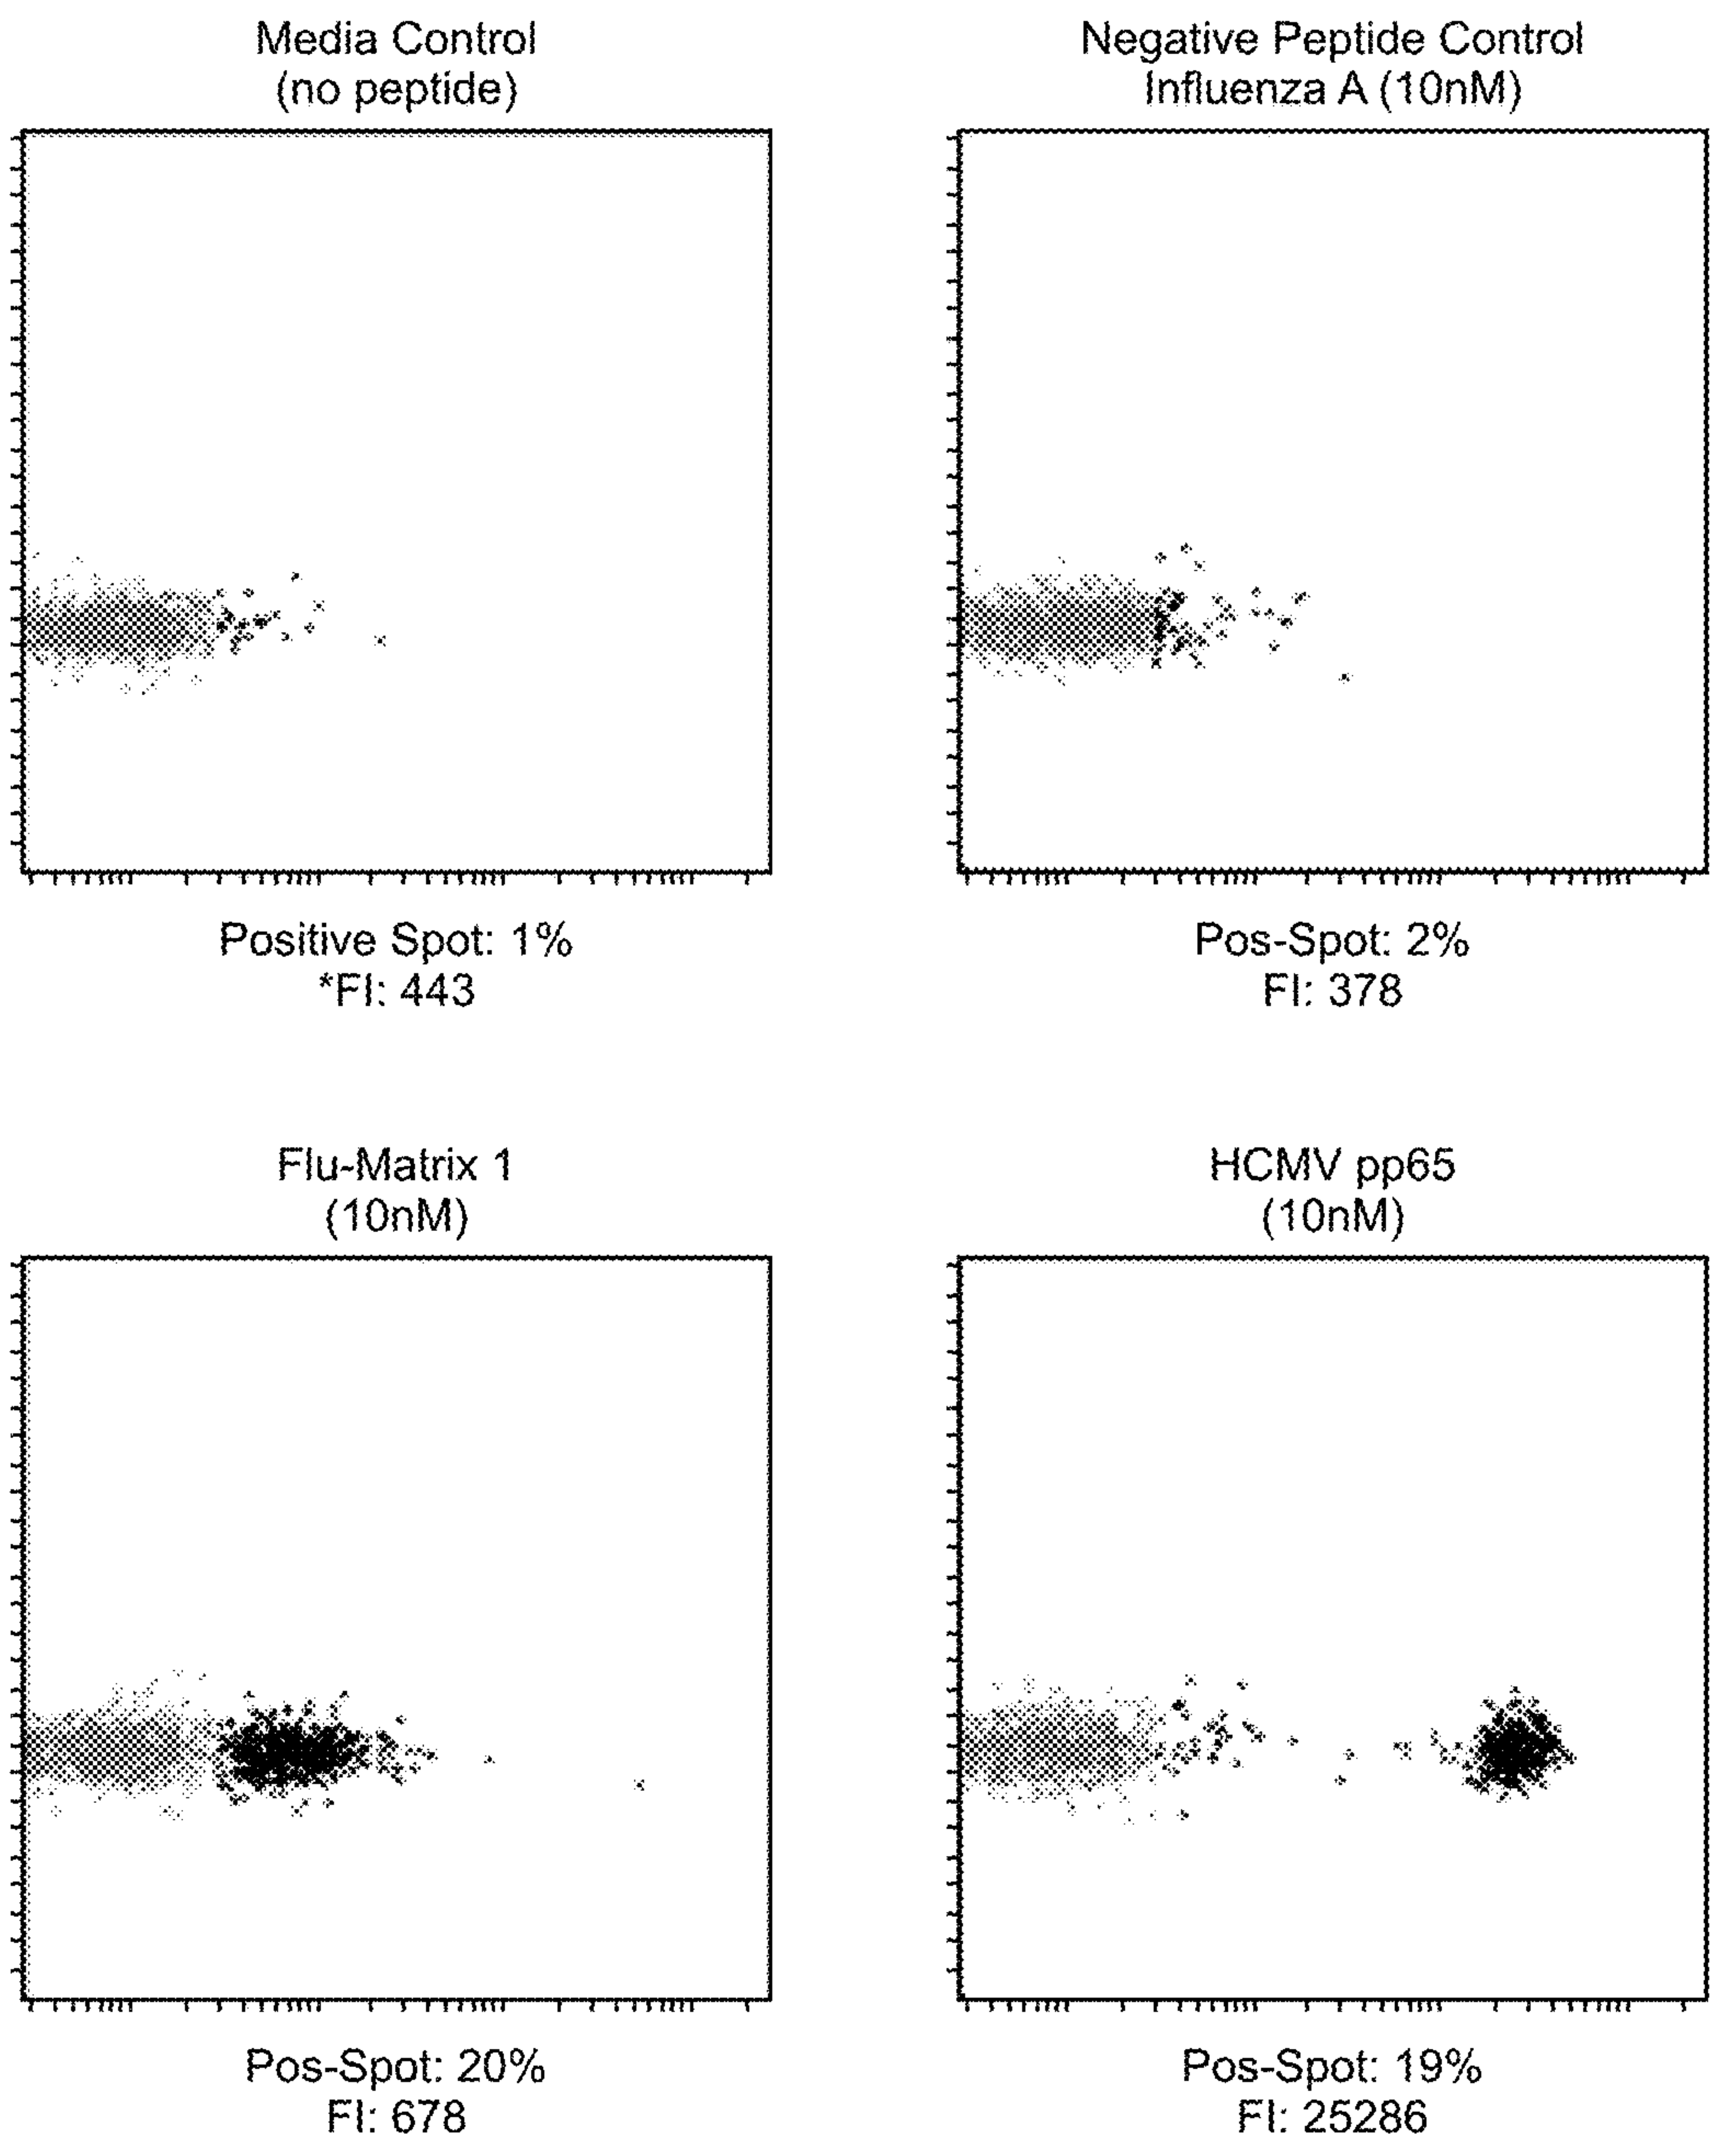 Media Control
(no peptide)
Negative Peptide Control
Influenza A (10nM)
Positive Spot: 1%
*FI: 443
Pos-Spot: 2%
FI: 378
Flu-Matrix 1
(10nM)
HCMV pp65
(10nM)
Pos-Spot: 20%
FI: 678
Pos-Spot: 19%
FI: 25286